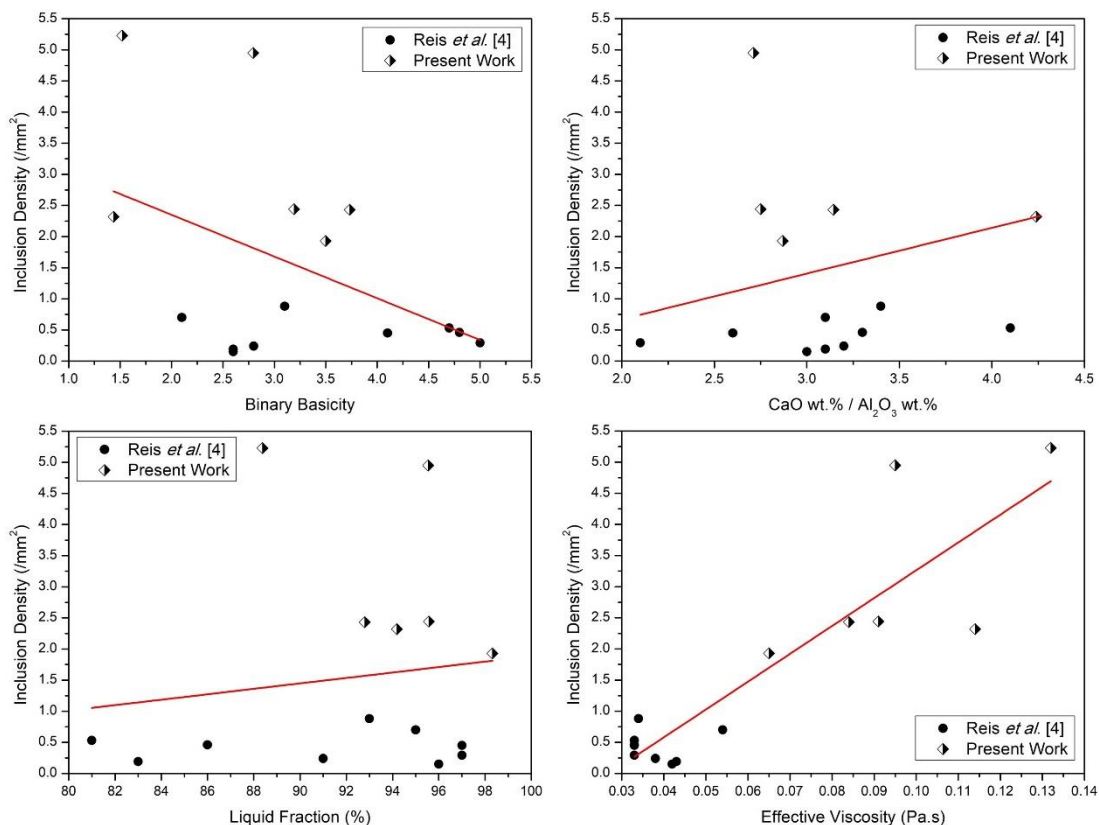 5.5
5.0
4.5
4.0
3.5
3.0
2.5
2.0
1.5
1.0
0.5
0.0
Inclusion Density (/mm²)
Reis et al. [4]
Present Work
1.0 1.5 2.0 2.5 3.0 3.5 4.0 4.5 5.0 5.5
Binary Basicity
5.5
5.0
4.5
4.0
3.5
3.0
2.5
2.0
1.5
1.0
0.5
0.0
Inclusion Density (/mm²)
Reis et al. [4]
Present Work
2.0 2.5 3.0 3.5 4.0 4.5
CaO wt.% / Al₂O₃ wt.%
5.5
5.0
4.5
4.0
3.5
3.0
2.5
2.0
1.5
1.0
0.5
0.0
Inclusion Density (/mm²)
Reis et al. [4]
Present Work
80 82 84 86 88 90 92 94 96 98 100
Liquid Fraction (%)
5.5
5.0
4.5
4.0
3.5
3.0
2.5
2.0
1.5
1.0
0.5
0.0
Inclusion Density (/mm²)
Reis et al. [4]
Present Work
0.03 0.04 0.05 0.06 0.07 0.08 0.09 0.10 0.11 0.12 0.13 0.14
Effective Viscosity (Pa.s)